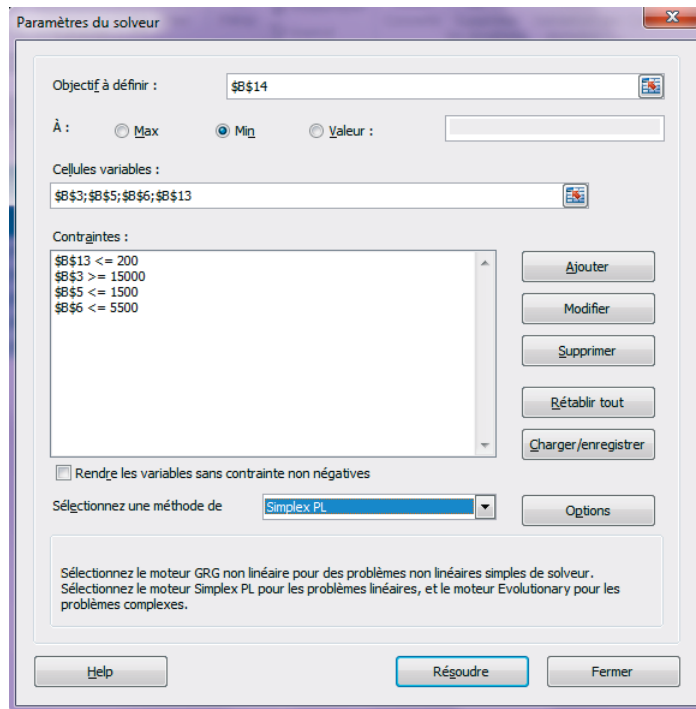 Paramètres du solveur
Objectif à définir :
$B$14
À :
Max
Min
Valeur :
Cellules variables :
$B$3;$B$5;$B$6;$B$13
Contraintes :
$B$13 <= 200
$B$3 >= 15000
$B$5 <= 1500
$B$6 <= 5500
Ajouter
Modifier
Supprimer
Rétablir tout
Charger/enregistrer
Rendre les variables sans contrainte non négatives
Sélectionnez une méthode de
Simplex PL
Options
Sélectionnez le moteur GRG non linéaire pour des problèmes non linéaires simples de solveur.
Sélectionnez le moteur Simplex PL pour les problèmes linéaires, et le moteur Evolutionary pour les
problèmes complexes.
Help
Résoudre
Fermer